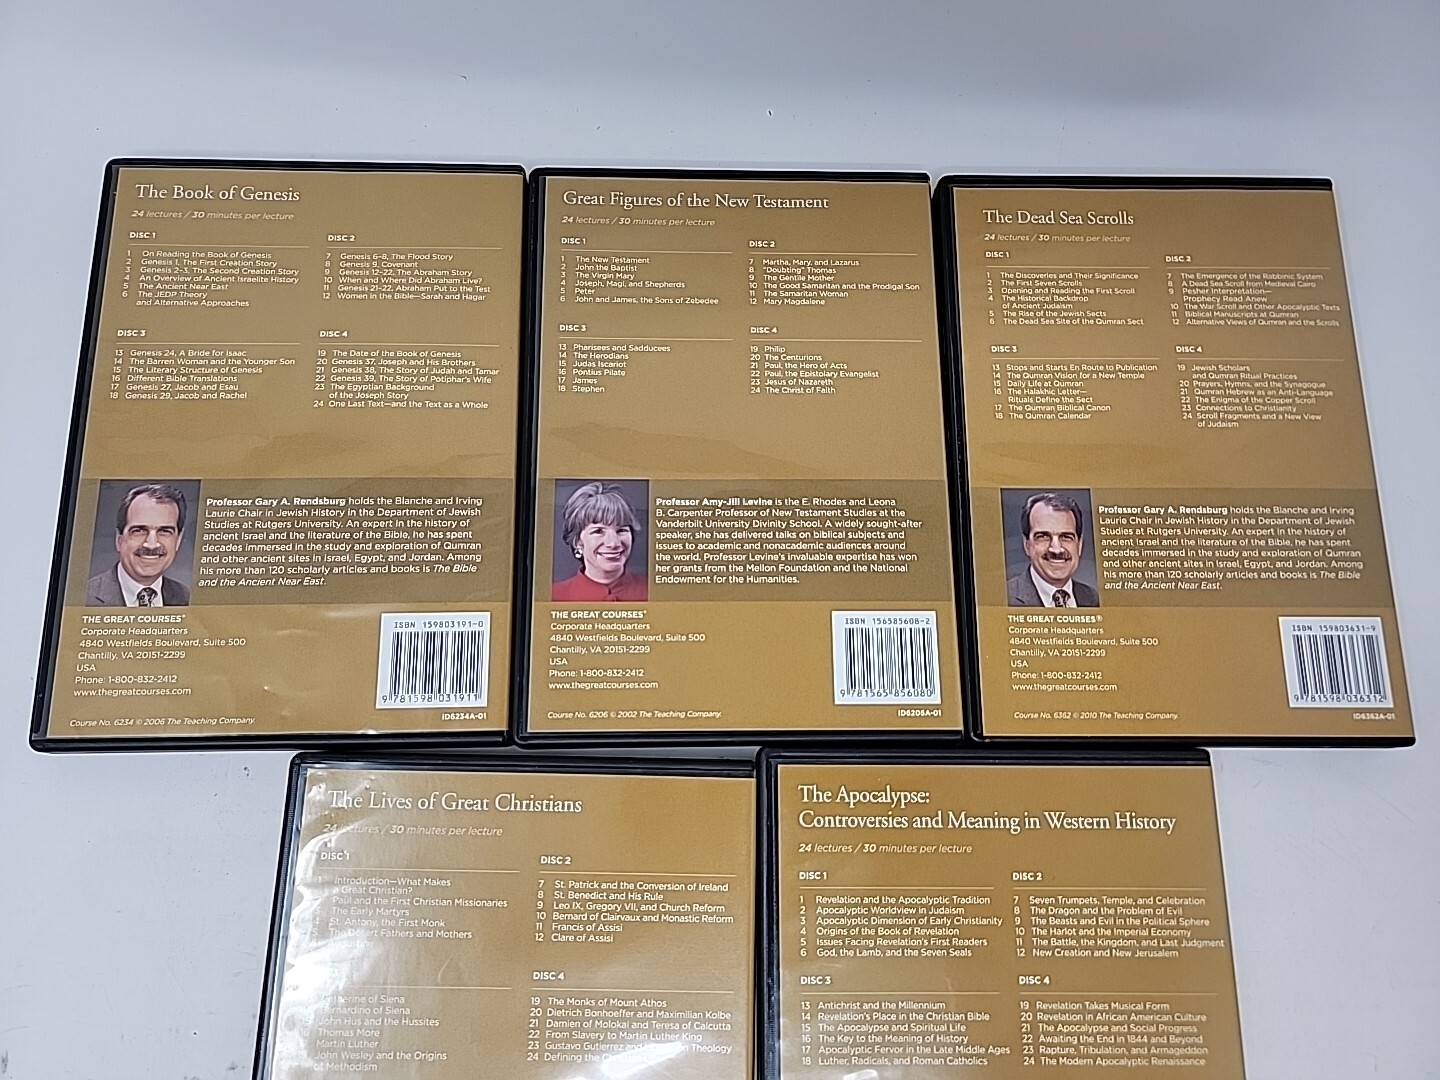 The Book of Genesis
24 lectures / 30 minutes per lecture
DISC 1
1 On Reading the Book of Genesis
2 Genesis 1, The First Creation Story
3 Genesis 2–3, The Second Creation Story
4 An Overview of Ancient Israelite History
5 The Ancient Near East
6 The JEDP Theory
and Alternative Approaches
DISC 2
7 Genesis 6–8, The Flood Story
8 Genesis 9, Covenant
9 Genesis 12–22, The Abraham Story
10 When and Where Did Abraham Live?
11 Genesis 21–22, Abraham Put to the Test
12 Women in the Bible—Sarah and Hagar
DISC 3
13 Genesis 24, A Bride for Isaac
14 The Barren Woman and the Younger Son
15 The Literary Structure of Genesis
16 Different Bible Translations
17 Genesis 27, Jacob and Esau
18 Genesis 29, Jacob and Rachel
DISC 4
19 The Date of the Book of Genesis
20 Genesis 37, Joseph and His Brothers
21 Genesis 38, The Story of Judah and Tamar
22 Genesis 39, The Story of Potiphar's Wife
23 The Egyptian Background
of the Joseph Story
24 One Last Text—and the Text as a Whole
Professor Gary A. Rendsburg holds the Blanche and Irving
Laurie Chair in Jewish History in the Department of Jewish
Studies at Rutgers University. An expert in the history of
ancient Israel and the literature of the Bible, he has spent
decades immersed in the study and exploration of Qumran
and other ancient sites in Israel, Egypt, and Jordan. Among
his more than 120 scholarly articles and books is The Bible
and the Ancient Near East.
THE GREAT COURSES®
Corporate Headquarters
4840 Westfields Boulevard, Suite 500
Chantilly, VA 20151-2299
USA
Phone: 1-800-832-2412
www.thegreatcourses.com
Course No. 6234 © 2006 The Teaching Company.
ISBN 159803191-0
9 781598 031911
ID6234A-01
Great Figures of the New Testament
24 lectures / 30 minutes per lecture
DISC 1
1 The New Testament
2 John the Baptist
3 The Virgin Mary
4 Joseph, Magi, and Shepherds
5 Peter
6 John and James, the Sons of Zebedee
DISC 2
7 Martha, Mary, and Lazarus
8 "Doubting" Thomas
9 The Gentile Mother
10 The Good Samaritan and the Prodigal Son
11 The Samaritan Woman
12 Mary Magdalene
DISC 3
13 Pharisees and Sadducees
14 The Herodians
15 Judas Iscariot
16 Pontius Pilate
17 James
18 Stephen
DISC 4
19 Philip
20 The Centurions
21 Paul, the Hero of Acts
22 Paul, the Epistolary Evangelist
23 Jesus of Nazareth
24 The Christ of Faith
Professor Amy-Jill Levine is the E. Rhodes and Leona
B. Carpenter Professor of New Testament Studies at the
Vanderbilt University Divinity School. A widely sought-after
speaker, she has delivered talks on biblical subjects and
issues to academic and nonacademic audiences around
the world. Professor Levine's invaluable expertise has won
her grants from the Mellon Foundation and the National
Endowment for the Humanities.
THE GREAT COURSES®
Corporate Headquarters
4840 Westfields Boulevard, Suite 500
Chantilly, VA 20151-2299
USA
Phone: 1-800-832-2412
www.thegreatcourses.com
Course No. 6206 © 2002 The Teaching Company.
ISBN 156585608-2
9 781565 856080
ID6206A-01
The Dead Sea Scrolls
24 lectures / 30 minutes per lecture
DISC 1
1 The Discoveries and Their Significance
2 The First Seven Scrolls
3 Opening and Reading the First Scroll
4 The Historical Backdrop
of Ancient Judaism
5 The Rise of the Jewish Sects
6 The Dead Sea Site of the Qumran Sect
DISC 2
7 The Emergence of the Rabbinic System
8 A Dead Sea Scroll from Medieval Cairo
9 Pesher Interpretation—
Prophecy Read Anew
10 The War Scroll and Other Apocalyptic Texts
11 Biblical Manuscripts at Qumran
12 Alternative Views of Qumran and the Scrolls
DISC 3
13 Stops and Starts En Route to Publication
14 The Qumran Vision for a New Temple
15 Daily Life at Qumran
16 The Halakhic Letter—
Rituals Define the Sect
17 The Qumran Biblical Canon
18 The Qumran Calendar
DISC 4
19 Jewish Scholars
and Qumran Ritual Practices
20 Prayers, Hymns, and the Synagogue
21 Qumran Hebrew as an Anti-Language
22 The Enigma of the Copper Scroll
23 Connections to Christianity
24 Scroll Fragments and a New View
of Judaism
Professor Gary A. Rendsburg holds the Blanche and Irving
Laurie Chair in Jewish History in the Department of Jewish
Studies at Rutgers University. An expert in the history of
ancient Israel and the literature of the Bible, he has spent
decades immersed in the study and exploration of Qumran
and other ancient sites in Israel, Egypt, and Jordan. Among
his more than 120 scholarly articles and books is The Bible
and the Ancient Near East.
THE GREAT COURSES®
Corporate Headquarters
4840 Westfields Boulevard, Suite 500
Chantilly, VA 20151-2299
USA
Phone: 1-800-832-2412
www.thegreatcourses.com
Course No. 6362 © 2010 The Teaching Company.
ISBN 159803631-9
9 781598 036312
ID6362A-01
The Lives of Great Christians
24 lectures / 30 minutes per lecture
DISC 1
1 Introduction—What Makes
a Great Christian?
Paul and the First Christian Missionaries
3 The Early Martyrs
St. Antony, the First Monk
5 The Desert Fathers and Mothers
Augustine
DISC 2
7 St. Patrick and the Conversion of Ireland
8 St. Benedict and His Rule
9 Leo IX, Gregory VII, and Church Reform
10 Bernard of Clairvaux and Monastic Reform
11 Francis of Assisi
12 Clare of Assisi
Catherine of Siena
Bernardino of Siena
John Hus and the Hussites
Thomas More
Martin Luther
John Wesley and the Origins
of Methodism
DISC 4
19 The Monks of Mount Athos
20 Dietrich Bonhoeffer and Maximilian Kolbe
21 Damien of Molokai and Teresa of Calcutta
22 From Slavery to Martin Luther King
23 Gustavo Gutierrez and Theology
24 Defining the
The Apocalypse:
Controversies and Meaning in Western History
24 lectures / 30 minutes per lecture
DISC 1
1 Revelation and the Apocalyptic Tradition
2 Apocalyptic Worldview in Judaism
3 Apocalyptic Dimension of Early Christianity
4 Origins of the Book of Revelation
5 Issues Facing Revelation's First Readers
6 God, the Lamb, and the Seven Seals
DISC 2
7 Seven Trumpets, Temple, and Celebration
8 The Dragon and the Problem of Evil
9 The Beasts and Evil in the Political Sphere
10 The Harlot and the Imperial Economy
11 The Battle, the Kingdom, and Last Judgment
12 New Creation and New Jerusalem
DISC 3
13 Antichrist and the Millennium
14 Revelation's Place in the Christian Bible
15 The Apocalypse and Spiritual Life
16 The Key to the Meaning of History
17 Apocalyptic Fervor in the Late Middle Ages
18 Luther, Radicals, and Roman Catholics
DISC 4
19 Revelation Takes Musical Form
20 Revelation in African American Culture
21 The Apocalypse and Social Progress
22 Awaiting the End in 1844 and Beyond
23 Rapture, Tribulation, and Armageddon
24 The Modern Apocalyptic Renaissance